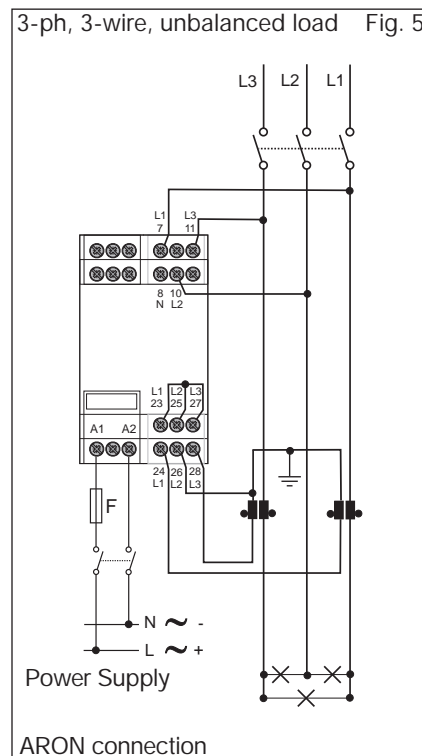 3-ph, 3-wire, unbalanced load Fig. 5
L3 L2 L1
L1 L3
7 11
8 10
N L2
L1 L2 L3
23 25 27
A1 A2
24 26 28
L1 L2 L3
F
N ~ -
L ~ +
Power Supply
ARON connection